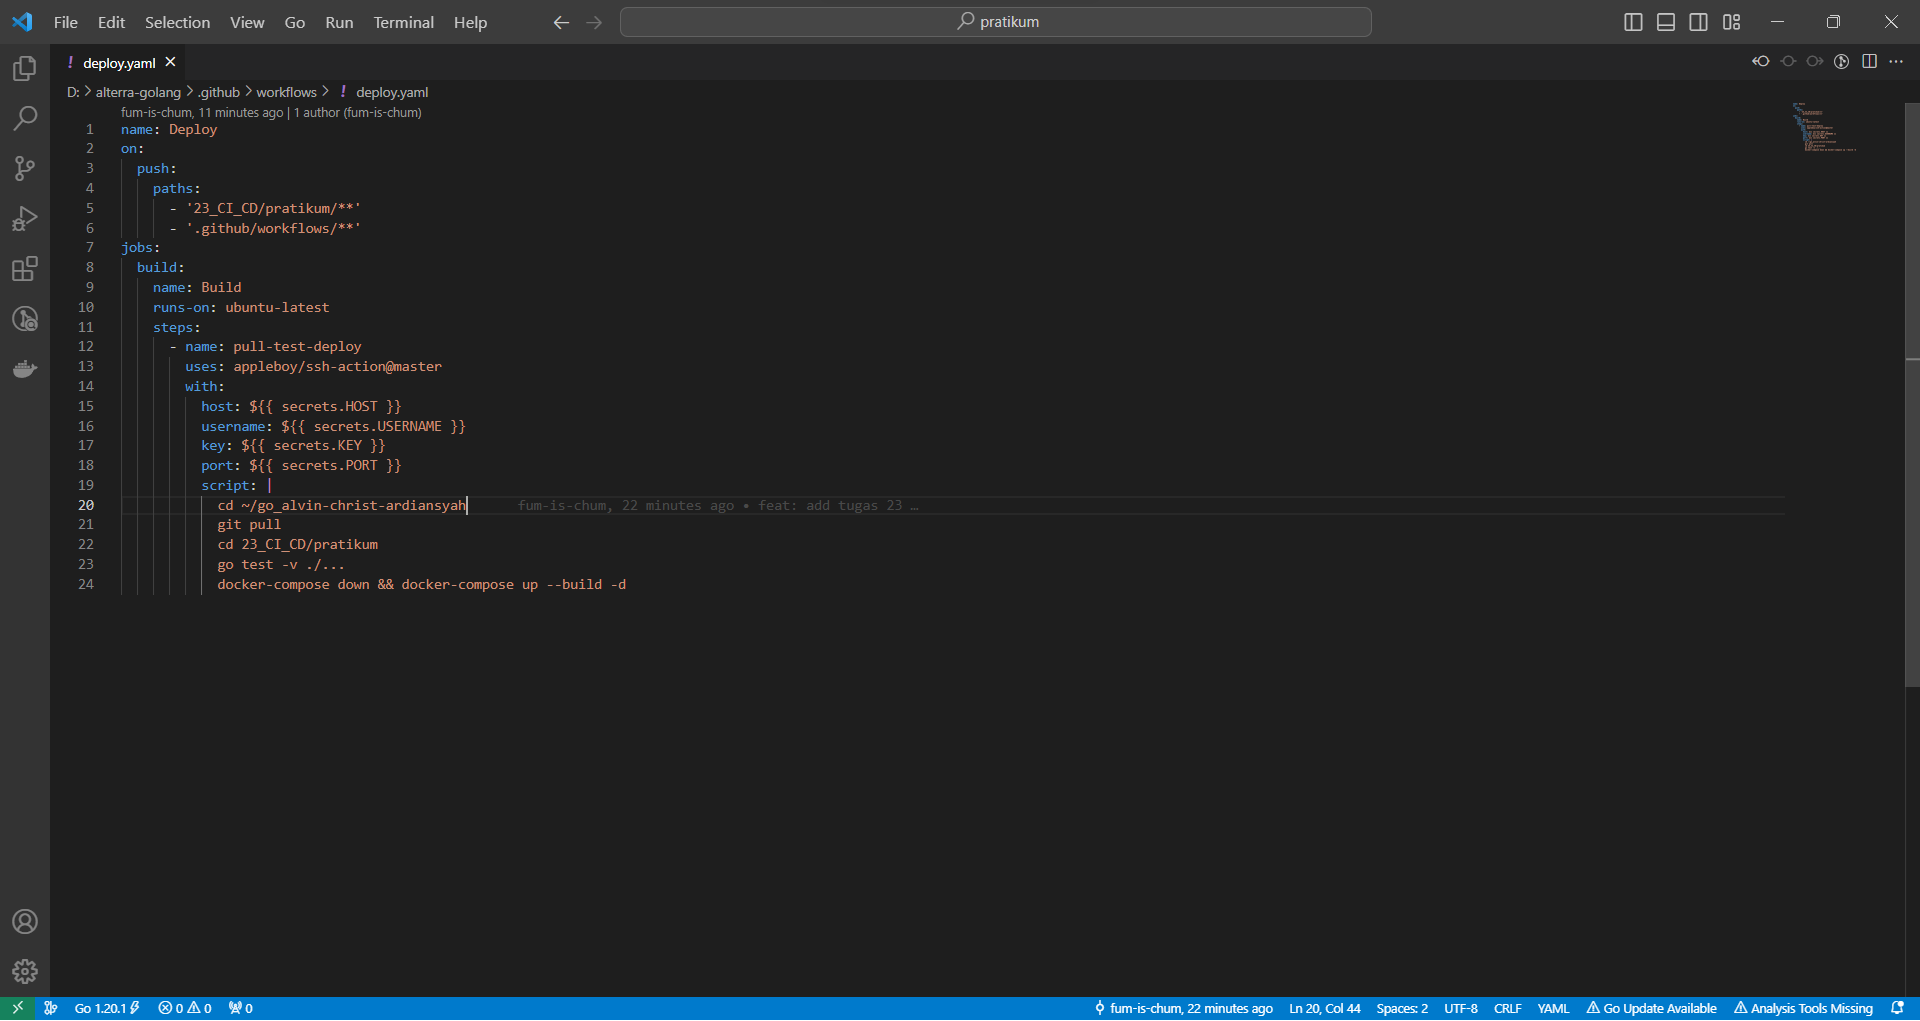 File Edit Selection View Go Run Terminal Help
pratikum
deploy.yaml
D: > alterra-golang > .github > workflows > ! deploy.yaml
fum-is-chum, 11 minutes ago | 1 author (fum-is-chum)
1 name: Deploy
2 on:
3 push:
4 paths:
5 - '23_CI_CD/pratikum/**'
6 - '.github/workflows/**'
7 jobs:
8 build:
9 name: Build
10 runs-on: ubuntu-latest
11 steps:
12 - name: pull-test-deploy
13 uses: appleboy/ssh-action@master
14 with:
15 host: ${{ secrets.HOST }}
16 username: ${{ secrets.USERNAME }}
17 key: ${{ secrets.KEY }}
18 port: ${{ secrets.PORT }}
19 script: |
20 cd ~/go_alvin-christ-ardiansyah fum-is-chum, 22 minutes ago • feat: add tugas 23 …
21 git pull
22 cd 23_CI_CD/pratikum
23 go test -v ./...
24 docker-compose down && docker-compose up --build -d
Go 1.20.1 0 0 0 fum-is-chum, 22 minutes ago Ln 20, Col 44 Spaces: 2 UTF-8 CRLF YAML Go Update Available Analysis Tools Missing